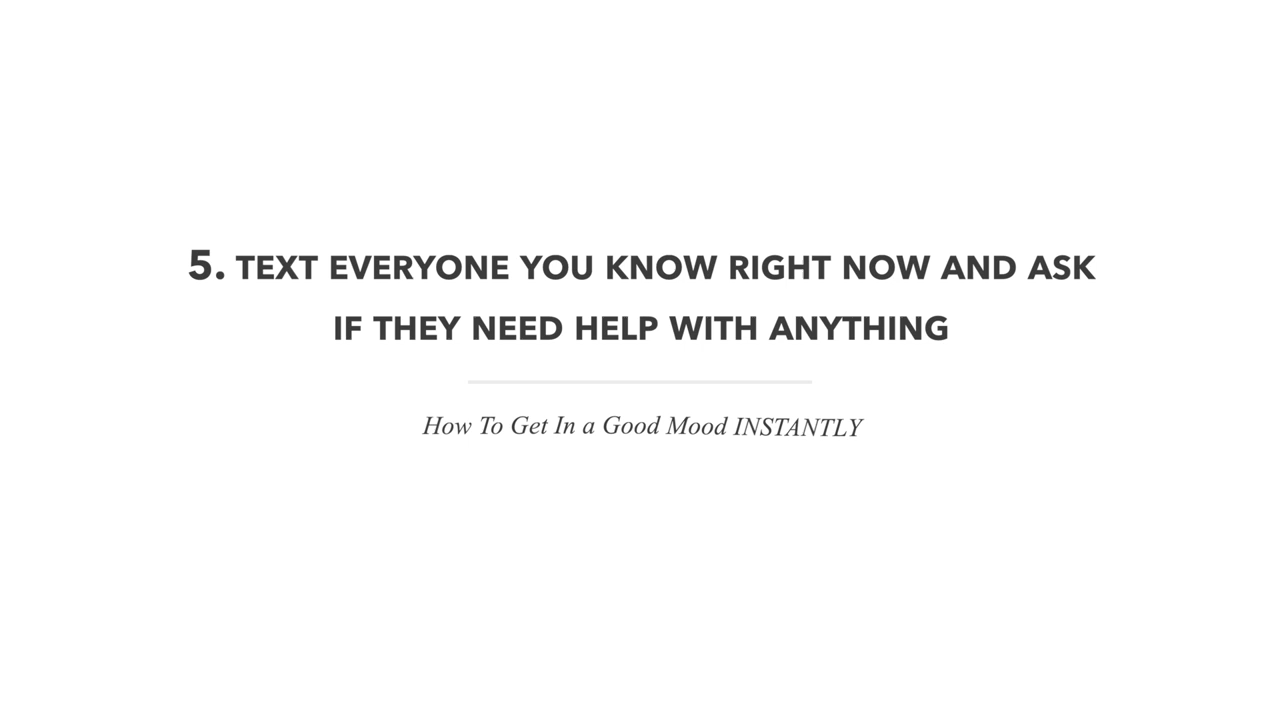 5. TEXT EVERYONE YOU KNOW RIGHT NOW AND ASK
IF THEY NEED HELP WITH ANYTHING
How To Get In a Good Mood INSTANTLY